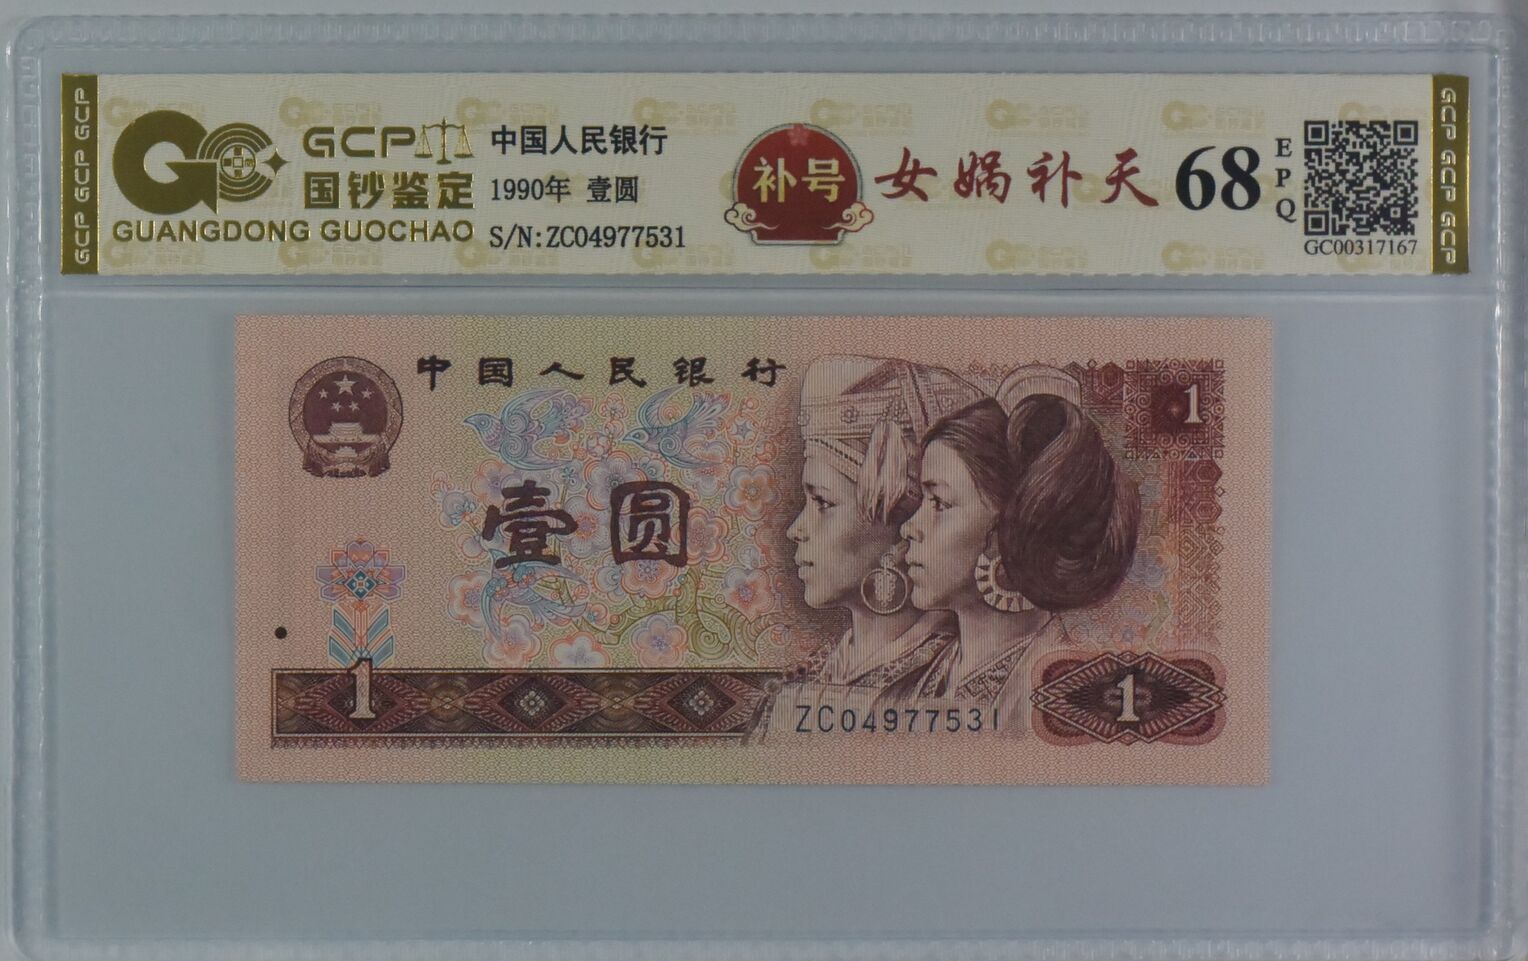 GCP GCP GCP
GCP
国钞鉴定
GUANGDONG GUOCHAO
中国人民银行
1990年 壹圆
S/N:ZC04977531
补号
女娲补天
68
EPQ
GC00317167
GCP GCP GCP
中国人民银行
1
壹圆
1
ZC04977531
1